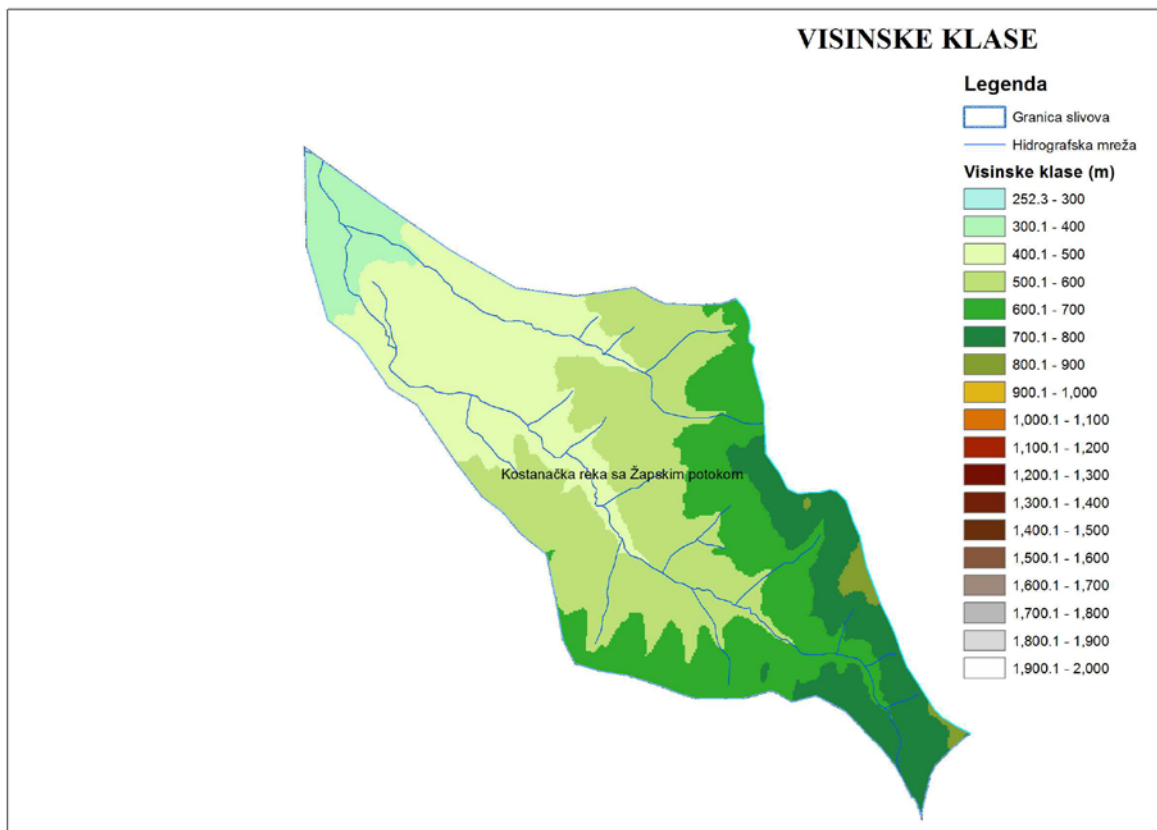 VISINSKE KLASE
Legenda
Granica slivova
Hidrografska mreža
Visinske klase (m)
252.3 - 300
300.1 - 400
400.1 - 500
500.1 - 600
600.1 - 700
700.1 - 800
800.1 - 900
900.1 - 1,000
1,000.1 - 1,100
1,100.1 - 1,200
1,200.1 - 1,300
1,300.1 - 1,400
1,400.1 - 1,500
1,500.1 - 1,600
1,600.1 - 1,700
1,700.1 - 1,800
1,800.1 - 1,900
1,900.1 - 2,000
Kostanačka reka sa Žapskim potokom